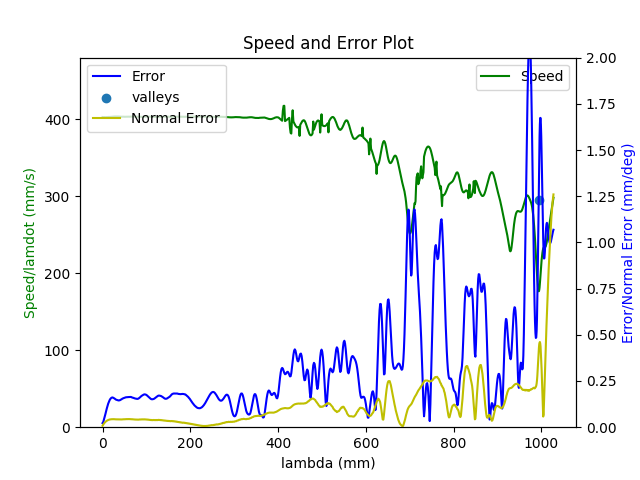 Speed and Error Plot
Error
valleys
Normal Error
Speed
Speed/lamdot (mm/s)
Error/Normal Error (mm/deg)
400
300
200
100
0
2.00
1.75
1.50
1.25
1.00
0.75
0.50
0.25
0.00
0
200
400
600
800
1000
lambda (mm)